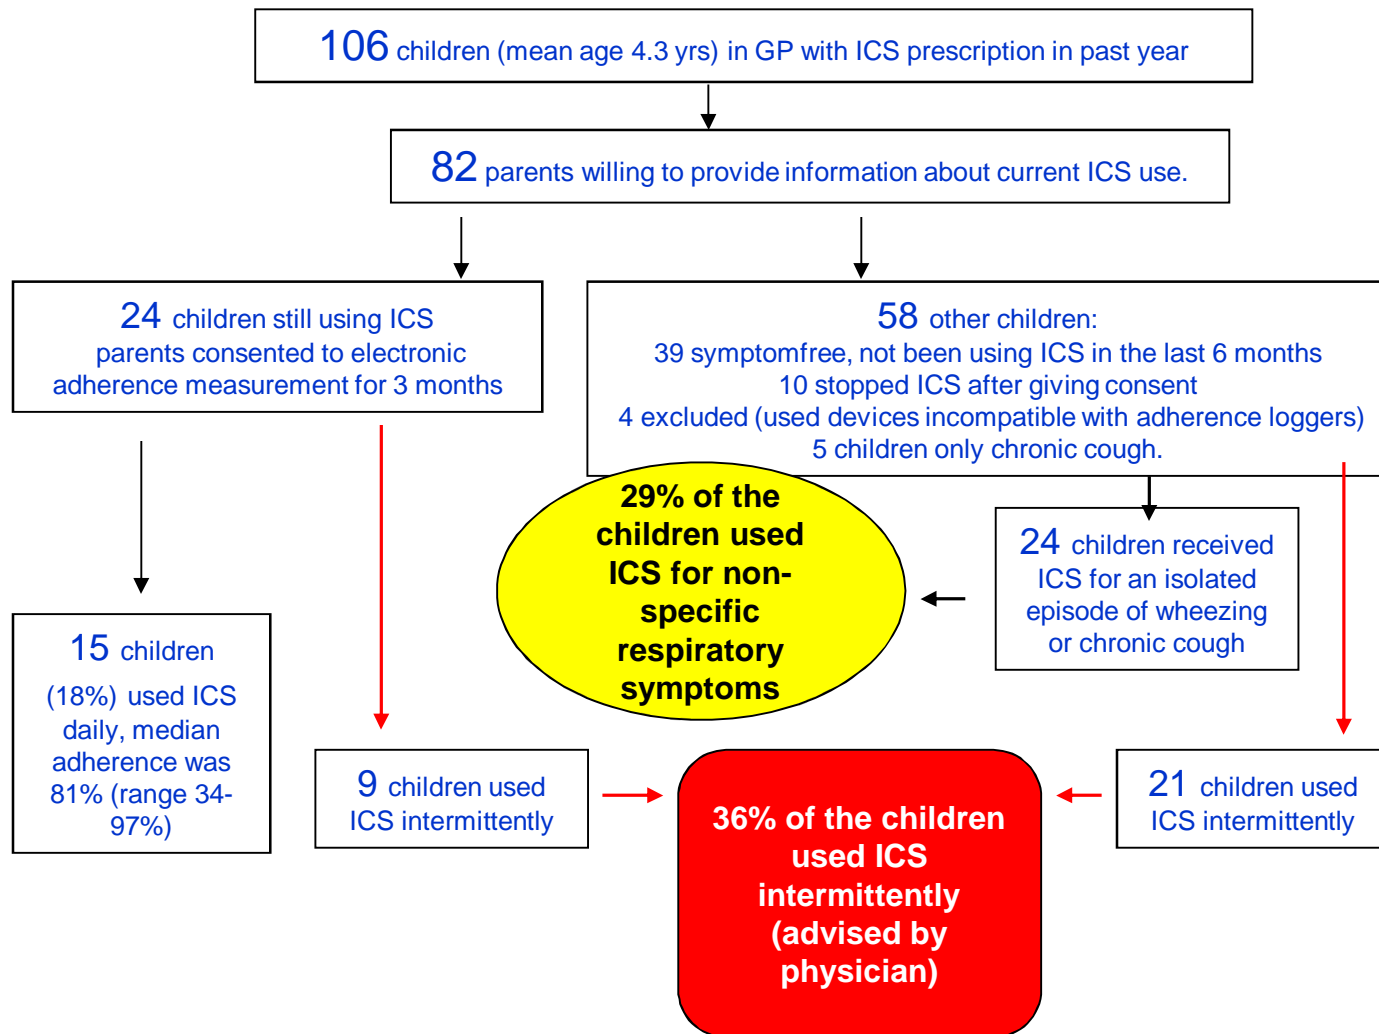 106 children (mean age 4.3 yrs) in GP with ICS prescription in past year
82 parents willing to provide information about current ICS use.
24 children still using ICS
parents consented to electronic
adherence measurement for 3 months
58 other children:
39 symptomfree, not been using ICS in the last 6 months
10 stopped ICS after giving consent
4 excluded (used devices incompatible with adherence loggers)
5 children only chronic cough.
29% of the
children used
ICS for non-
specific
respiratory
symptoms
24 children received
ICS for an isolated
episode of wheezing
or chronic cough
15 children
(18%) used ICS
daily, median
adherence was
81% (range 34-
97%)
9 children used
ICS intermittently
36% of the children
used ICS
intermittently
(advised by
physician)
21 children used
ICS intermittently